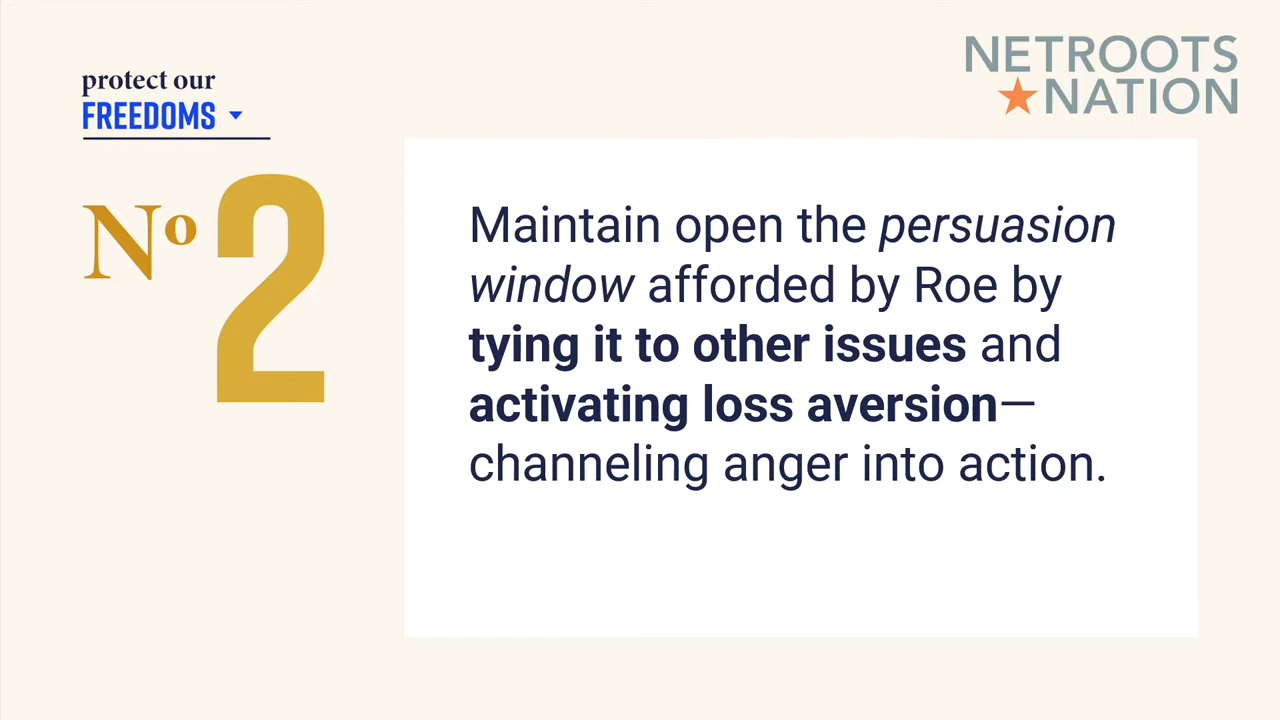 protect our
FREEDOMS
NETROOTS
NATION
Nº 2
Maintain open the persuasion
window afforded by Roe by
tying it to other issues and
activating loss aversion—
channeling anger into action.